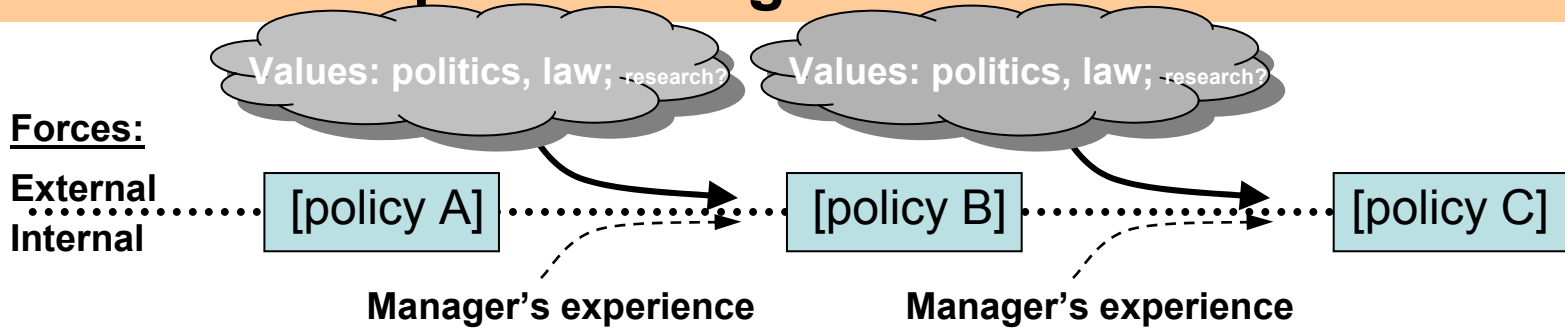 Values: politics, law; research?
Values: politics, law; research?
Forces:
External
Internal
[policy A]
[policy B]
[policy C]
Manager's experience
Manager's experience